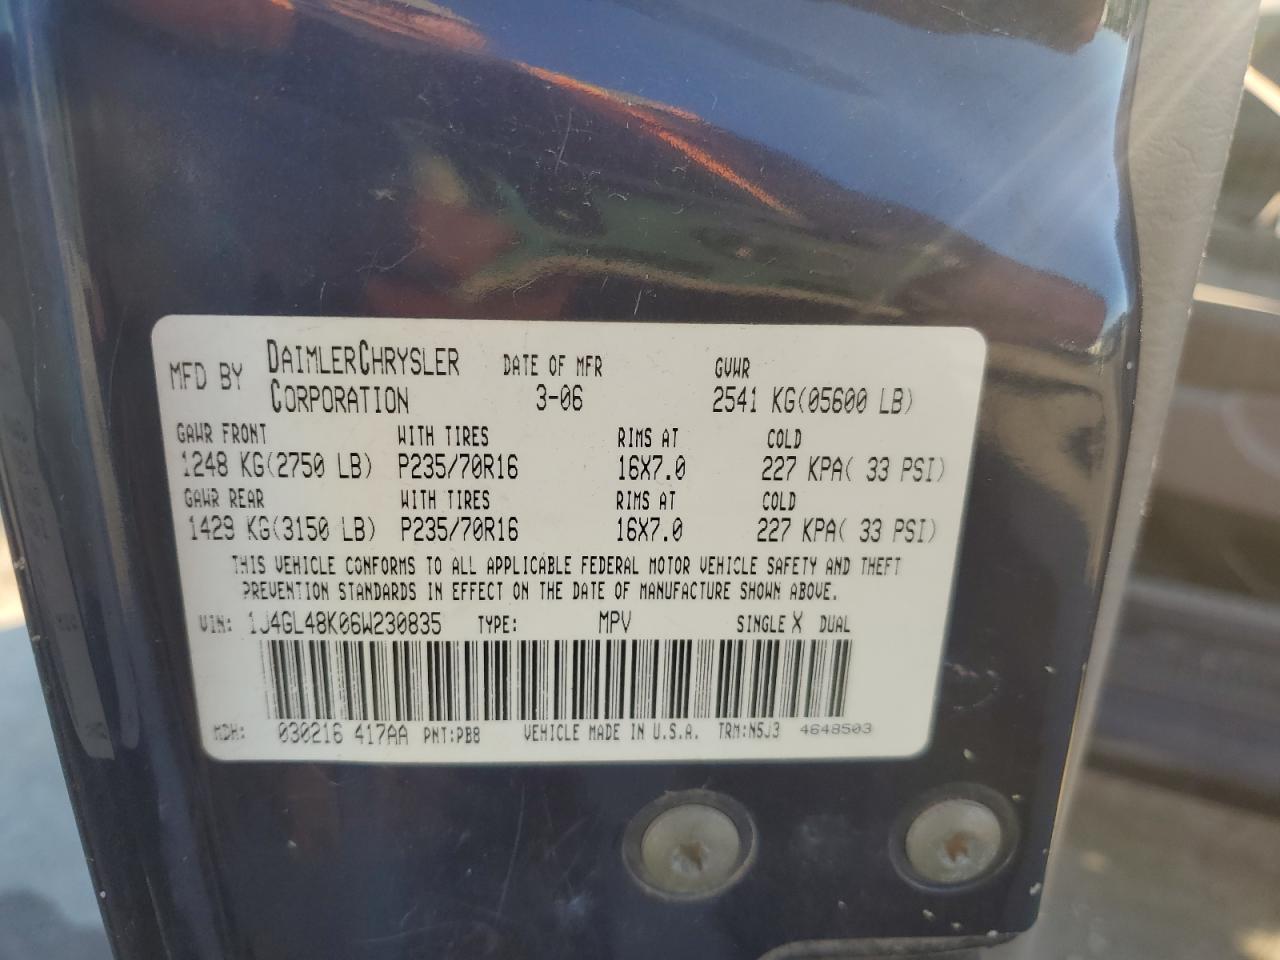 MFD BY DAIMLERCHRYSLER CORPORATION DATE OF MFR 3-06 GVWR 2541 KG(05600 LB)
GAWR FRONT WITH TIRES RIMS AT COLD
1248 KG(2750 LB) P235/70R16 16X7.0 227 KPA( 33 PSI)
GAWR REAR WITH TIRES RIMS AT COLD
1429 KG(3150 LB) P235/70R16 16X7.0 227 KPA( 33 PSI)
THIS VEHICLE CONFORMS TO ALL APPLICABLE FEDERAL MOTOR VEHICLE SAFETY AND THEFT
PREVENTION STANDARDS IN EFFECT ON THE DATE OF MANUFACTURE SHOWN ABOVE.
VIN: 1J4GL48K06W230835 TYPE: MPV SINGLE X DUAL
MDH: 030216 417AA PNT:PB8 VEHICLE MADE IN U.S.A. TRM:N5J3 4648503